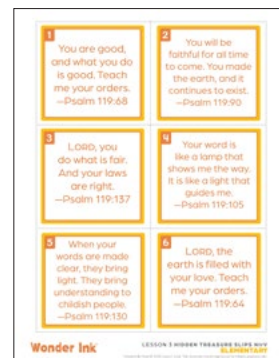 1
You are good,
and what you do
is good. Teach
me your orders.
—Psalm 119:68
2
You will be
faithful for all time
to come. You made
the earth, and it
continues to exist.
—Psalm 119:90
3
LORD, you
do what is fair.
And your laws
are right.
—Psalm 119:137
4
Your word is
like a lamp that
shows me the way.
It is like a light that
guides me.
—Psalm 119:105
5
When your
words are made
clear, they bring
light. They bring
understanding to
childish people.
—Psalm 119:130
6
LORD, the
earth is filled with
your love. Teach
me your orders.
—Psalm 119:64
Wonder Ink
LESSON 3 HIDDEN TREASURE SLIPS NIrV
ELEMENTARY